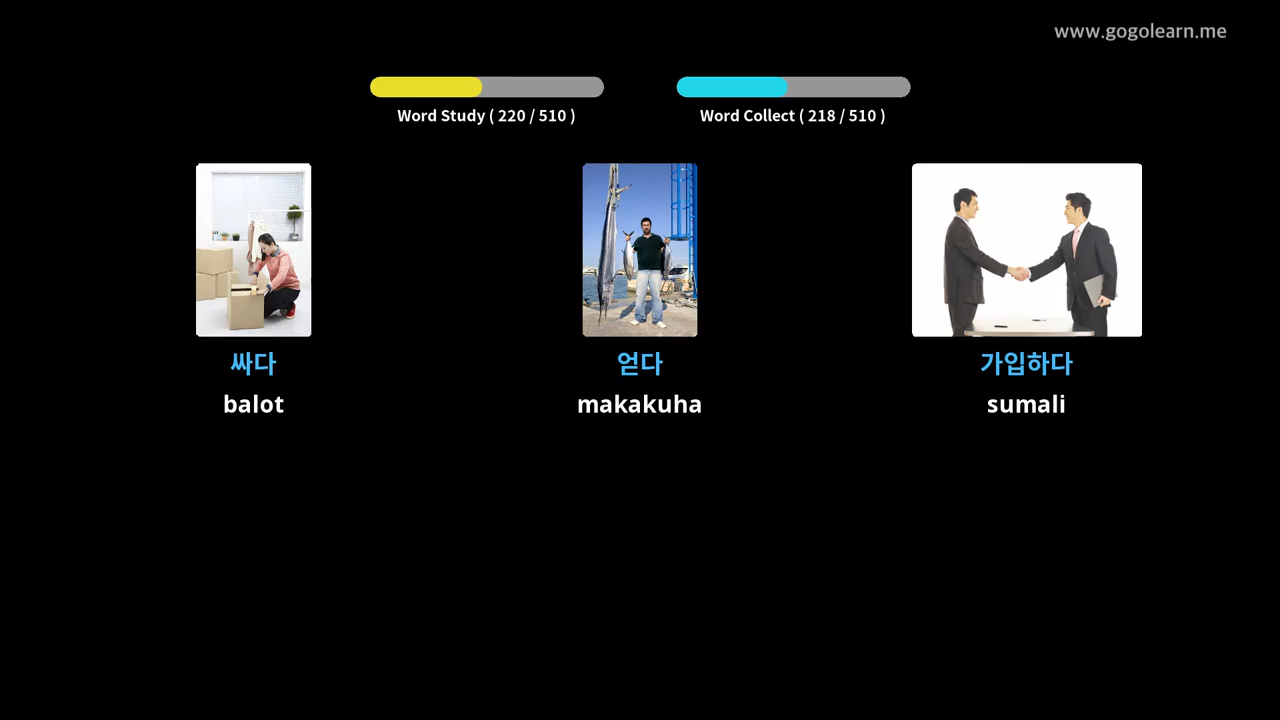 www.gogolearn.me
Word Study ( 220 / 510 )
Word Collect ( 218 / 510 )
싸다
얻다
가입하다
balot
makakuha
sumali